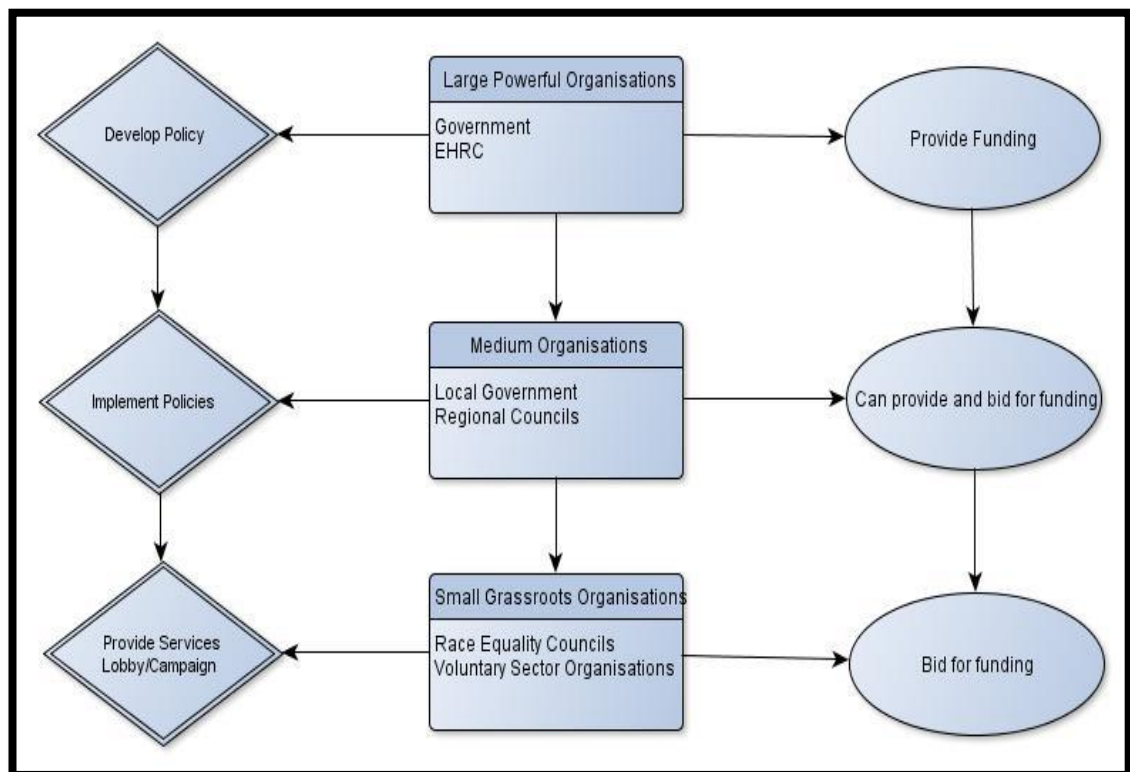 Large Powerful Organisations
Develop Policy
Government
EHRC
Provide Funding
Medium Organisations
Implement Policies
Local Government
Regional Councils
Can provide and bid for funding
Small Grassroots Organisations
Provide Services
Lobby/Campaign
Race Equality Councils
Voluntary Sector Organisations
Bid for funding